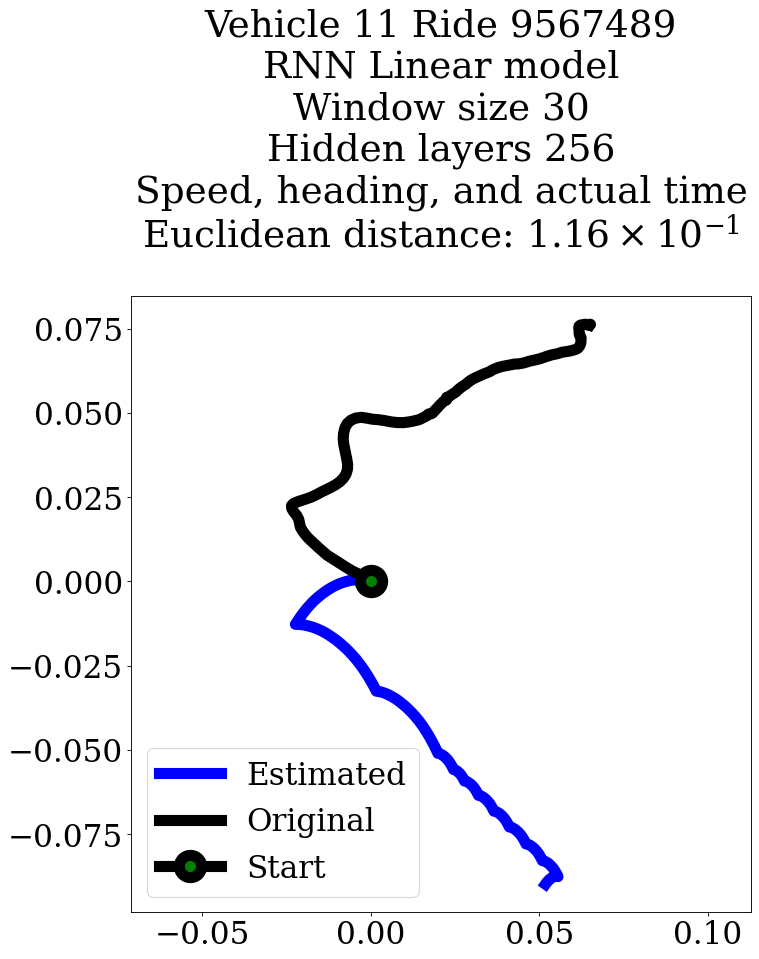 Vehicle 11 Ride 9567489
RNN Linear model
Window size 30
Hidden layers 256
Speed, heading, and actual time
Euclidean distance: 1.16 × 10⁻¹
0.075
0.050
0.025
0.000
−0.025
−0.050
−0.075
Estimated
Original
Start
−0.05 0.00 0.05 0.10